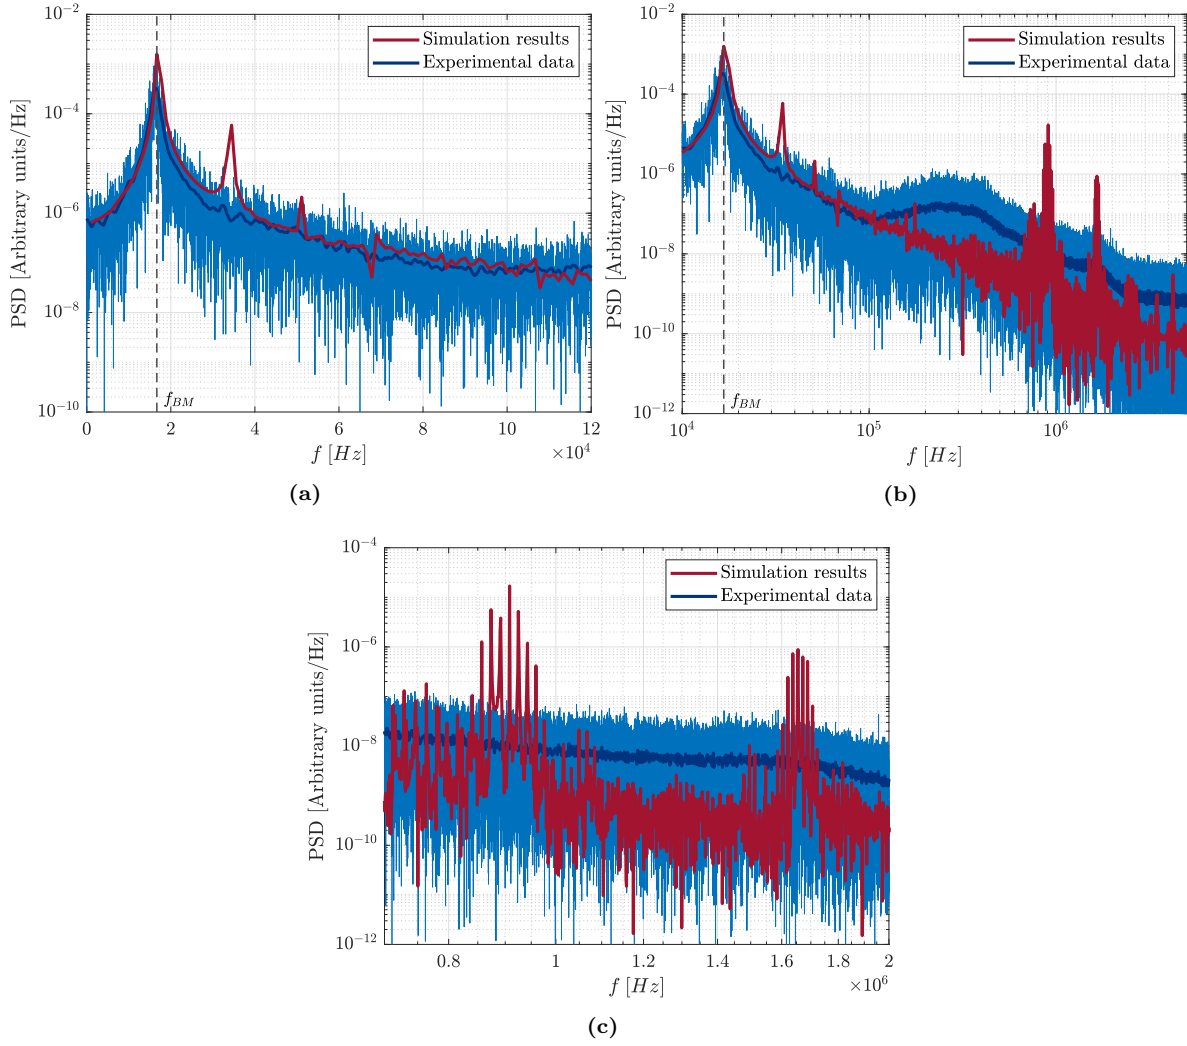 10^-2
10^-4
10^-6
10^-8
10^-10
PSD [Arbitrary units/Hz]
Simulation results
Experimental data
f_BM
0 2 4 6 8 10 12
f [Hz]
×10^4
(a)
10^0
10^-2
10^-4
10^-6
10^-8
10^-10
10^-12
PSD [Arbitrary units/Hz]
Simulation results
Experimental data
f_BM
10^4 10^5 10^6
f [Hz]
(b)
10^-4
10^-6
10^-8
10^-10
10^-12
PSD [Arbitrary units/Hz]
Simulation results
Experimental data
0.8 1 1.2 1.4 1.6 1.8 2
f [Hz]
×10^6
(c)